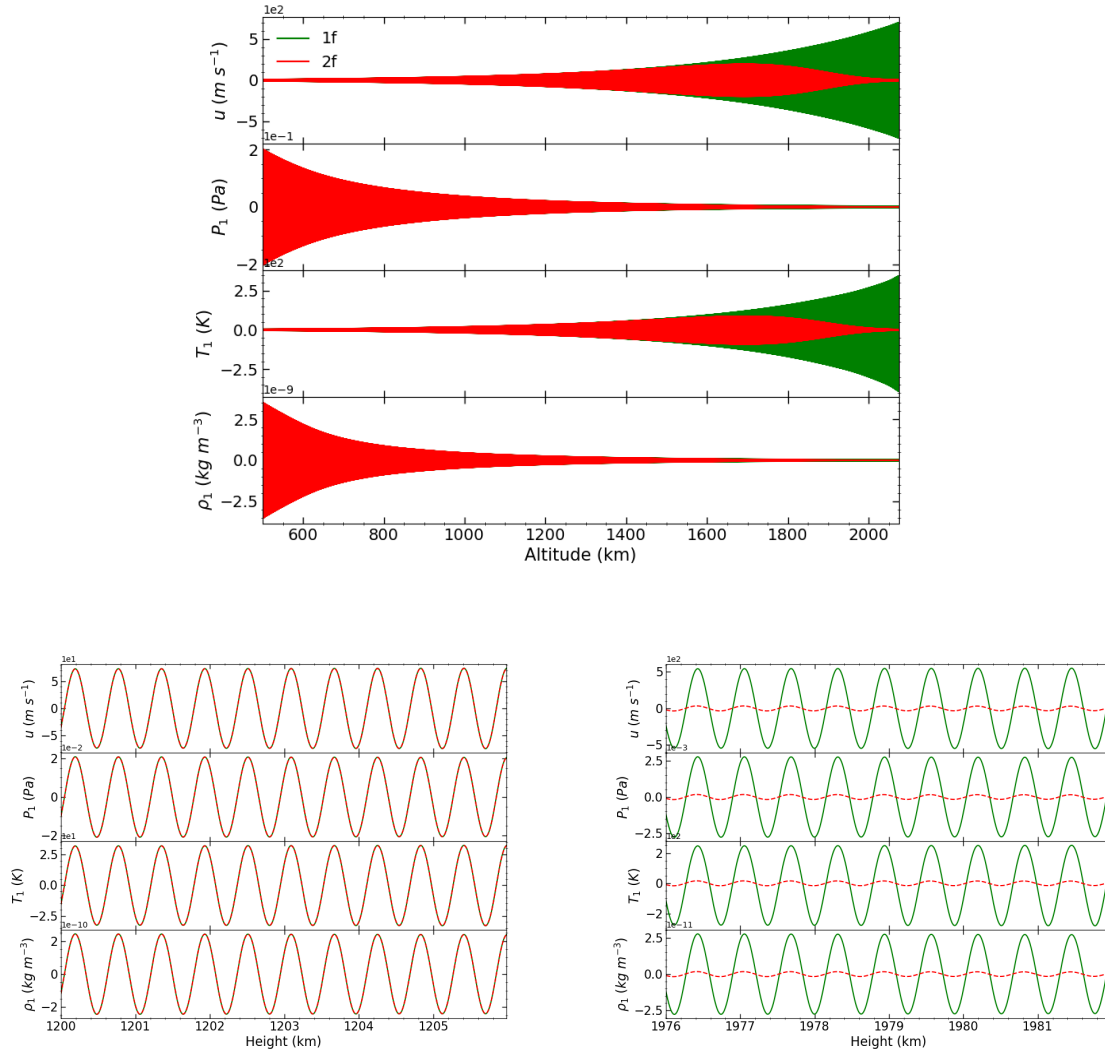 1e2
1f
2f
5
0
−5
u (m s⁻¹)
1e−1
2
0
−2
P₁ (Pa)
1e2
2.5
0.0
−2.5
T₁ (K)
1e−9
2.5
0.0
−2.5
ρ₁ (kg m⁻³)
600 800 1000 1200 1400 1600 1800 2000
Altitude (km)
1e1
5
0
−5
u (m s⁻¹)
1e−2
2
0
−2
P₁ (Pa)
1e1
2.5
0.0
−2.5
T₁ (K)
1e−10
2
0
−2
ρ₁ (kg m⁻³)
1200 1201 1202 1203 1204 1205
Height (km)
1e2
5
0
−5
u (m s⁻¹)
1e−3
2.5
0.0
−2.5
P₁ (Pa)
1e2
2
0
−2
T₁ (K)
1e−11
2.5
0.0
−2.5
ρ₁ (kg m⁻³)
1976 1977 1978 1979 1980 1981
Height (km)